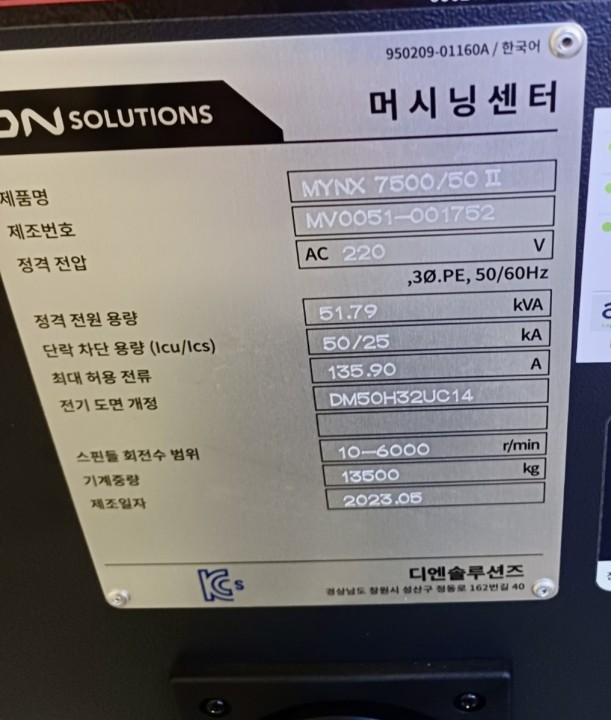 950209-01160A / 한국어
DN SOLUTIONS
머시닝센터
제품명 MYNX 7500/50 Ⅱ
제조번호 MV0051-001752
정격 전압 AC 220 V
,3Ø.PE, 50/60Hz
정격 전원 용량 51.79 kVA
단락 차단 용량 (Icu/Ics) 50/25 kA
최대 허용 전류 135.90 A
전기 도면 개정 DM50H32UC14
스핀들 회전수 범위 10-6000 r/min
기계중량 13500 kg
제조일자 2023.05
KCs
디엔솔루션즈
경상남도 창원시 성산구 정동로 162번길 40